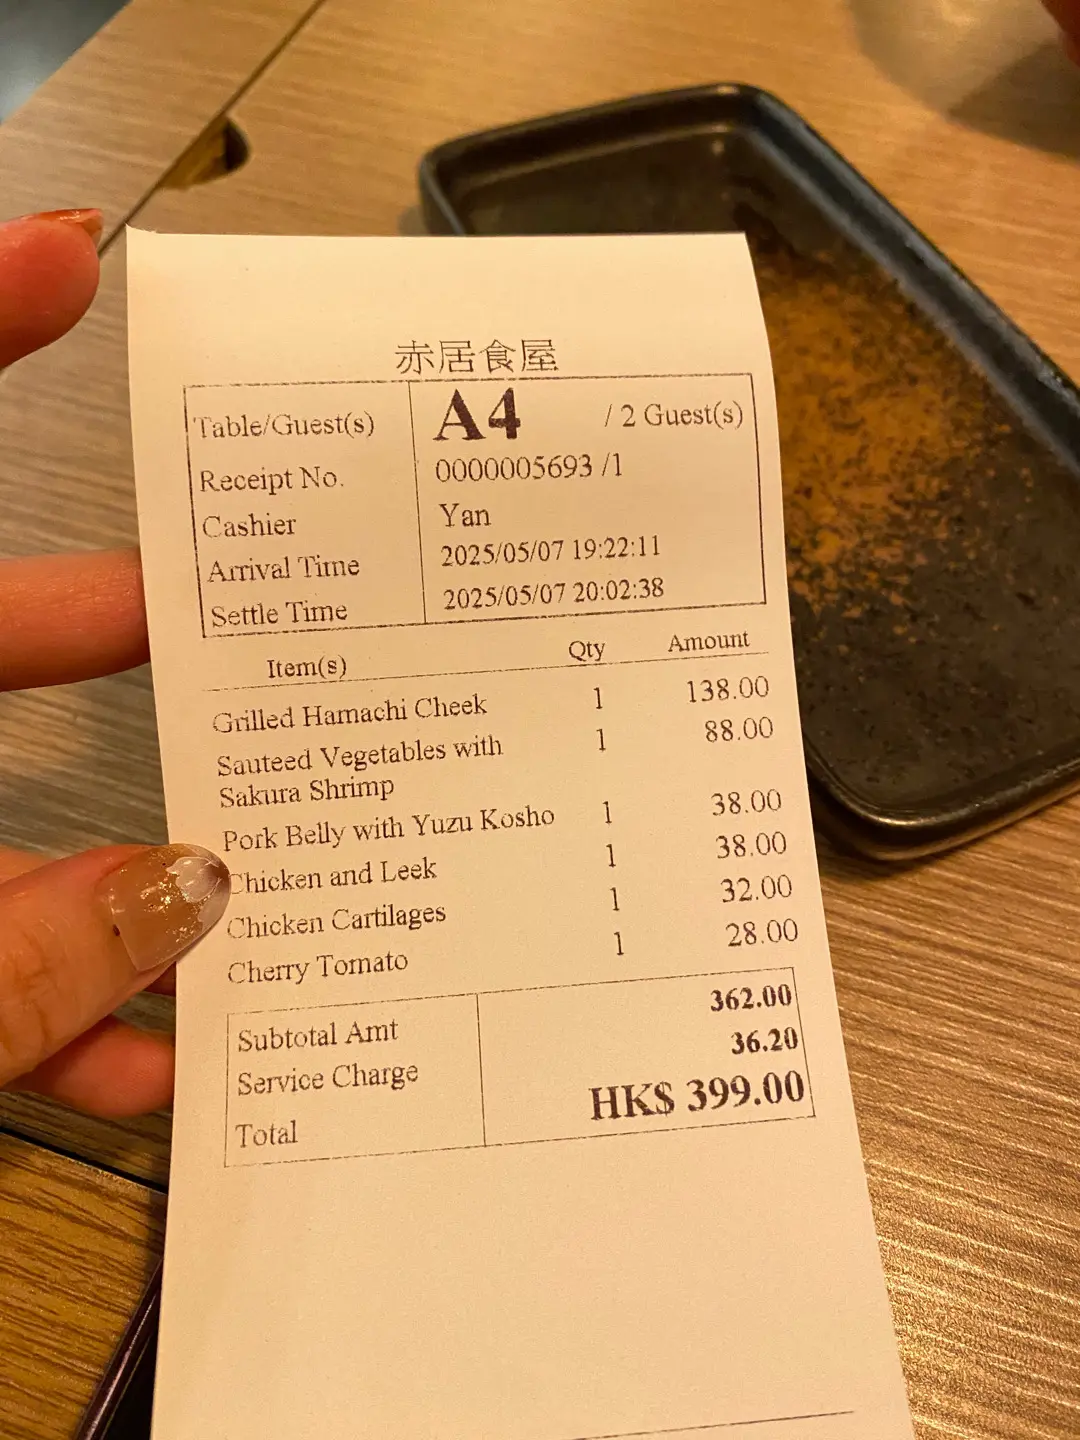 赤居食屋
Table/Guest(s) A4 / 2 Guest(s)
Receipt No. 0000005693 /1
Cashier Yan
Arrival Time 2025/05/07 19:22:11
Settle Time 2025/05/07 20:02:38
Item(s) Qty Amount
Grilled Hamachi Cheek 1 138.00
Sauteed Vegetables with 1 88.00
Sakura Shrimp
Pork Belly with Yuzu Kosho 1 38.00
Chicken and Leek 1 38.00
Chicken Cartilages 1 32.00
Cherry Tomato 1 28.00
Subtotal Amt 362.00
Service Charge 36.20
Total HK$ 399.00